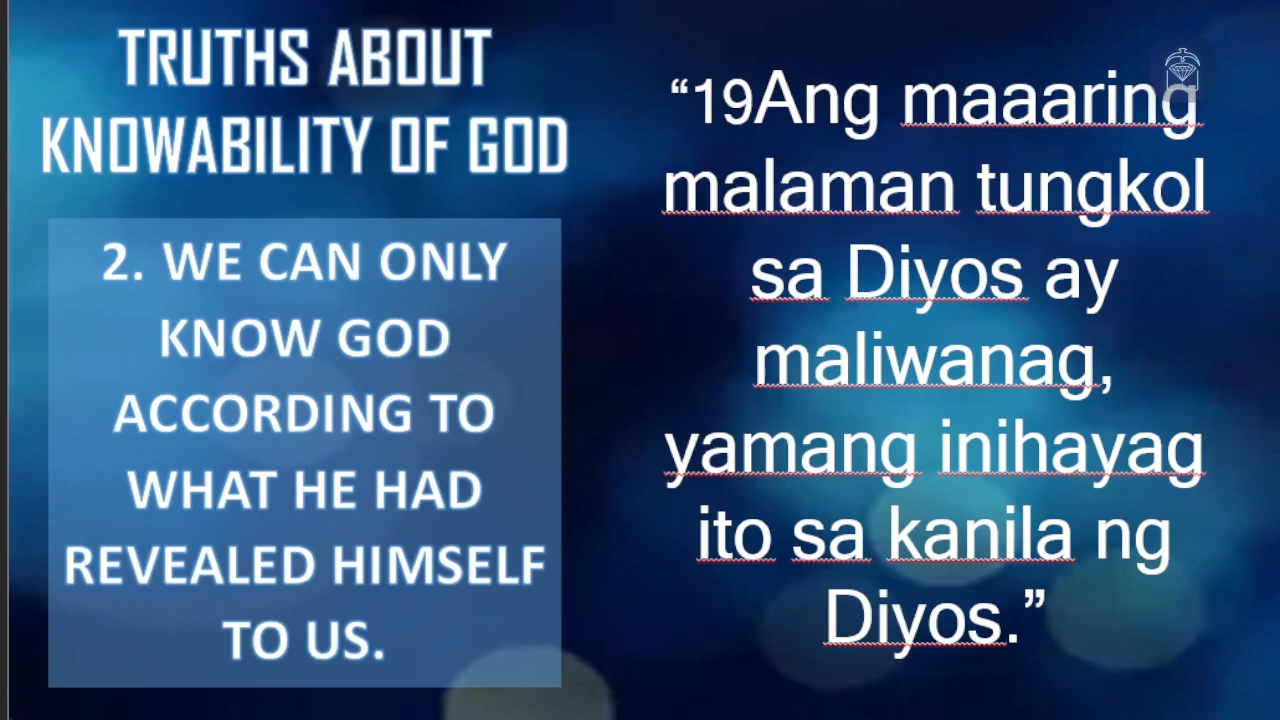 TRUTHS ABOUT
KNOWABILITY OF GOD
2. WE CAN ONLY
KNOW GOD
ACCORDING TO
WHAT HE HAD
REVEALED HIMSELF
TO US.
“19Ang maaaring
malaman tungkol
sa Diyos ay
maliwanag,
yamang inihayag
ito sa kanila ng
Diyos.”